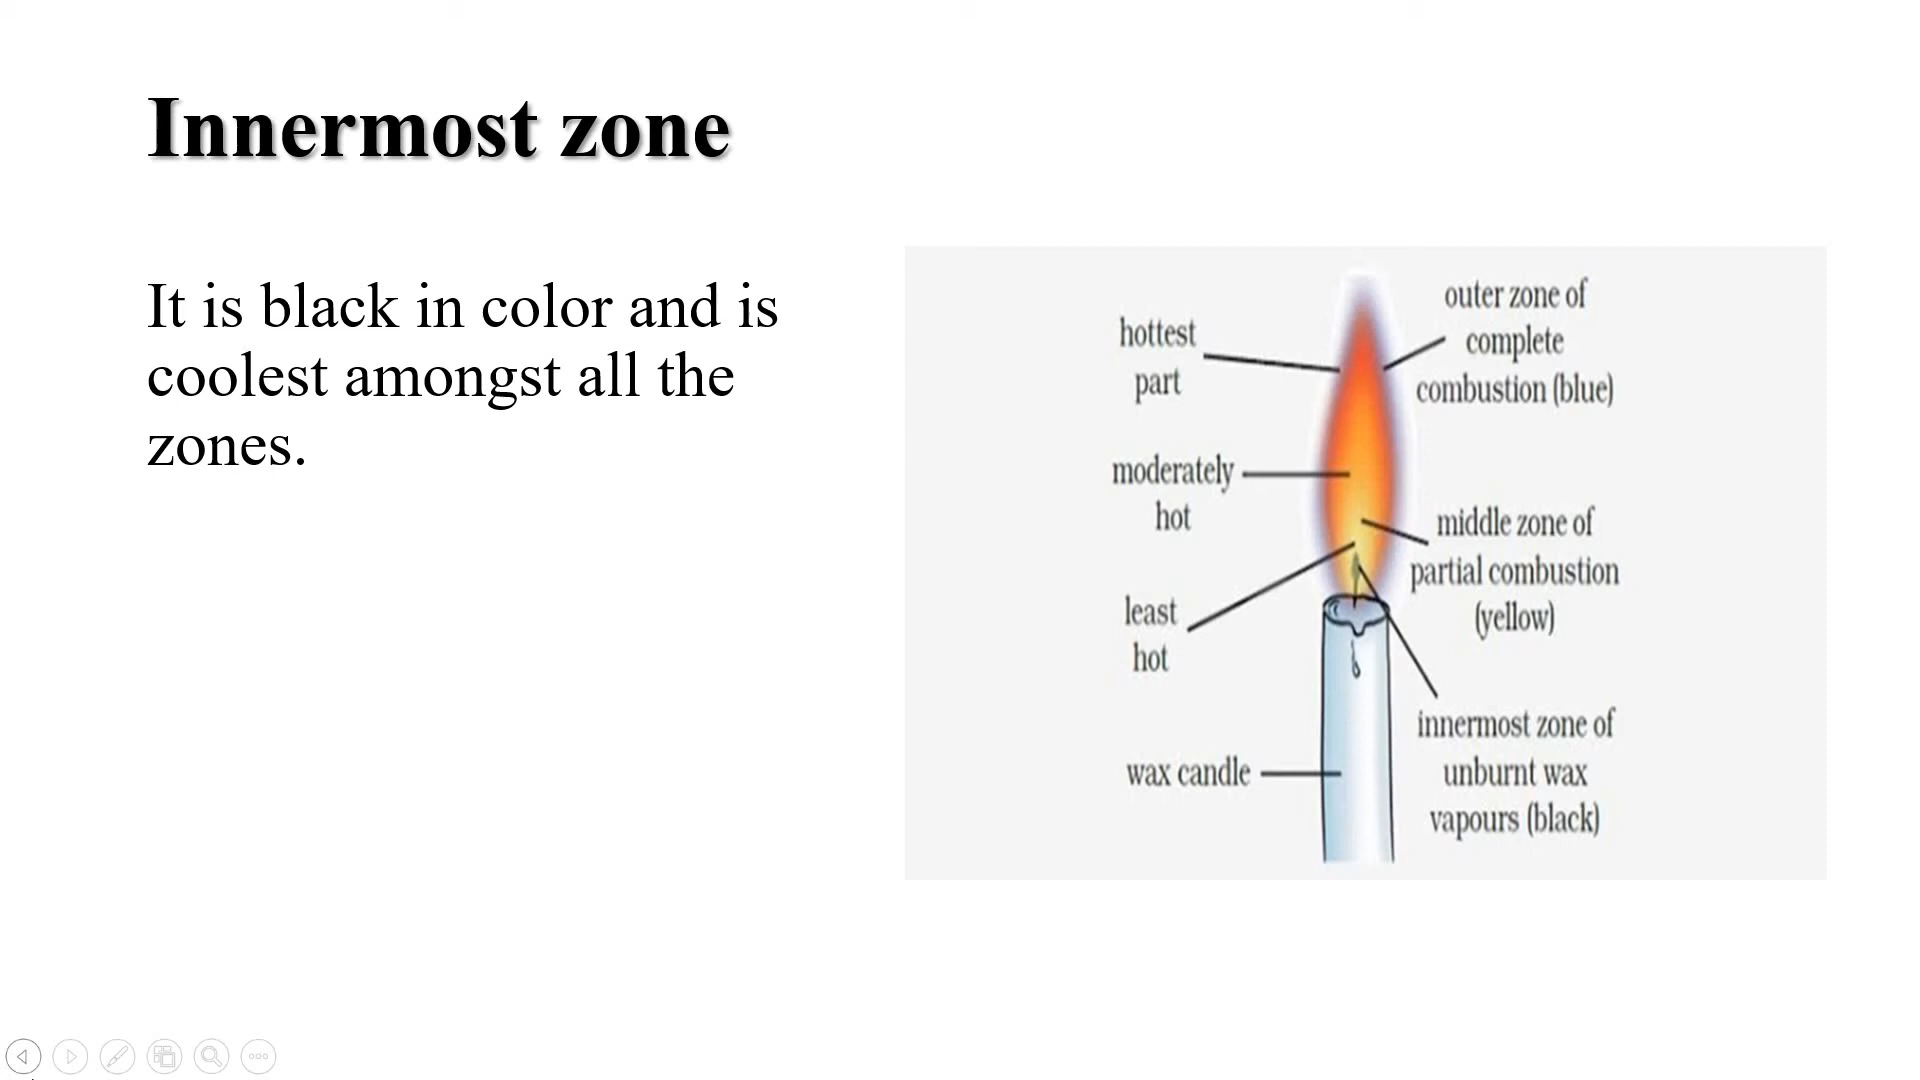 Innermost zone
It is black in color and is
coolest amongst all the
zones.
hottest
part
moderately
hot
least
hot
wax candle
outer zone of
complete
combustion (blue)
middle zone of
partial combustion
(yellow)
innermost zone of
unburnt wax
vapours (black)